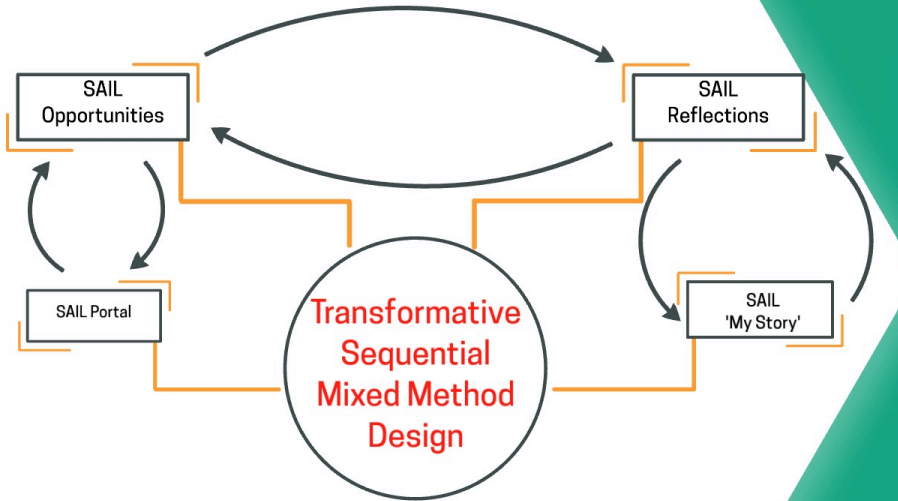 SAIL
Opportunities
SAIL
Reflections
SAIL Portal
SAIL
'My Story'
Transformative
Sequential
Mixed Method
Design